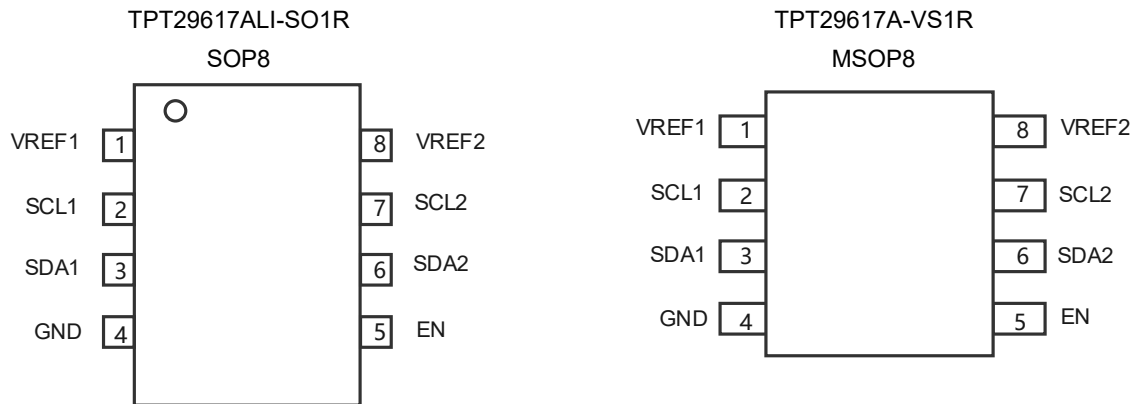 TPT29617ALI-SO1R
SOP8
VREF1 1 8 VREF2
SCL1 2 7 SCL2
SDA1 3 6 SDA2
GND 4 5 EN
TPT29617A-VS1R
MSOP8
VREF1 1 8 VREF2
SCL1 2 7 SCL2
SDA1 3 6 SDA2
GND 4 5 EN